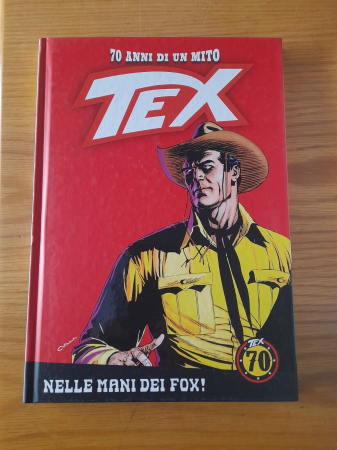 70 ANNI DI UN MITO
TEX
TEX
70
NELLE MANI DEI FOX!